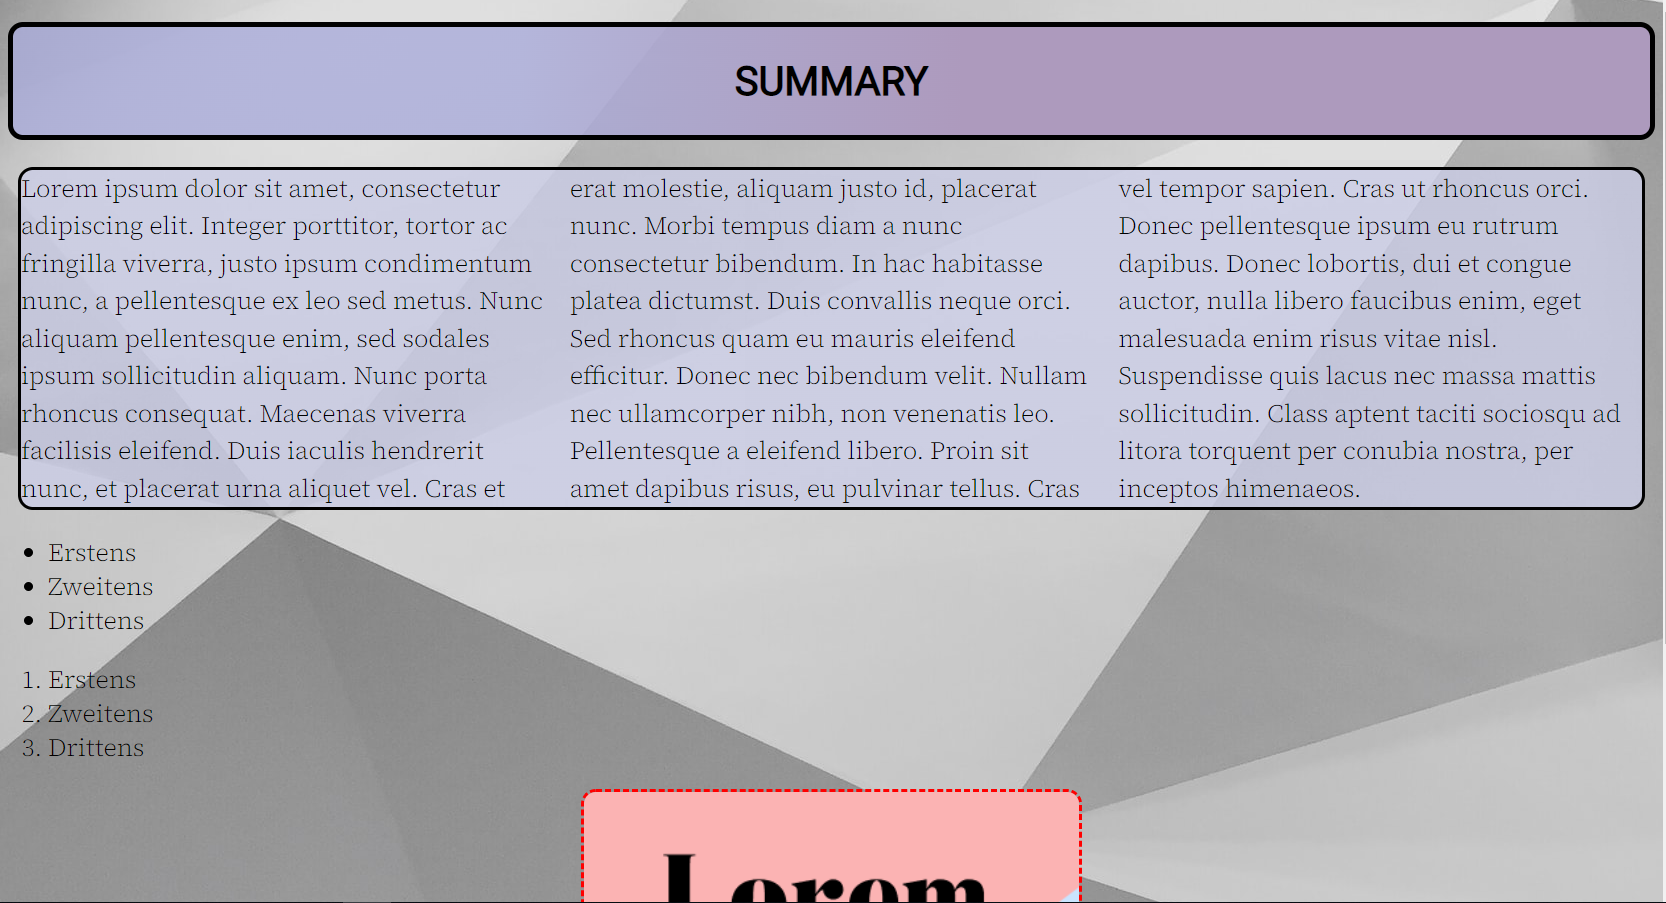 SUMMARY
Lorem ipsum dolor sit amet, consectetur
adipiscing elit. Integer porttitor, tortor ac
fringilla viverra, justo ipsum condimentum
nunc, a pellentesque ex leo sed metus. Nunc
aliquam pellentesque enim, sed sodales
ipsum sollicitudin aliquam. Nunc porta
rhoncus consequat. Maecenas viverra
facilisis eleifend. Duis iaculis hendrerit
nunc, et placerat urna aliquet vel. Cras et
erat molestie, aliquam justo id, placerat
nunc. Morbi tempus diam a nunc
consectetur bibendum. In hac habitasse
platea dictumst. Duis convallis neque orci.
Sed rhoncus quam eu mauris eleifend
efficitur. Donec nec bibendum velit. Nullam
nec ullamcorper nibh, non venenatis leo.
Pellentesque a eleifend libero. Proin sit
amet dapibus risus, eu pulvinar tellus. Cras
vel tempor sapien. Cras ut rhoncus orci.
Donec pellentesque ipsum eu rutrum
dapibus. Donec lobortis, dui et congue
auctor, nulla libero faucibus enim, eget
malesuada enim risus vitae nisl.
Suspendisse quis lacus nec massa mattis
sollicitudin. Class aptent taciti sociosqu ad
litora torquent per conubia nostra, per
inceptos himenaeos.
• Erstens
• Zweitens
• Drittens
1. Erstens
2. Zweitens
3. Drittens
Lorem